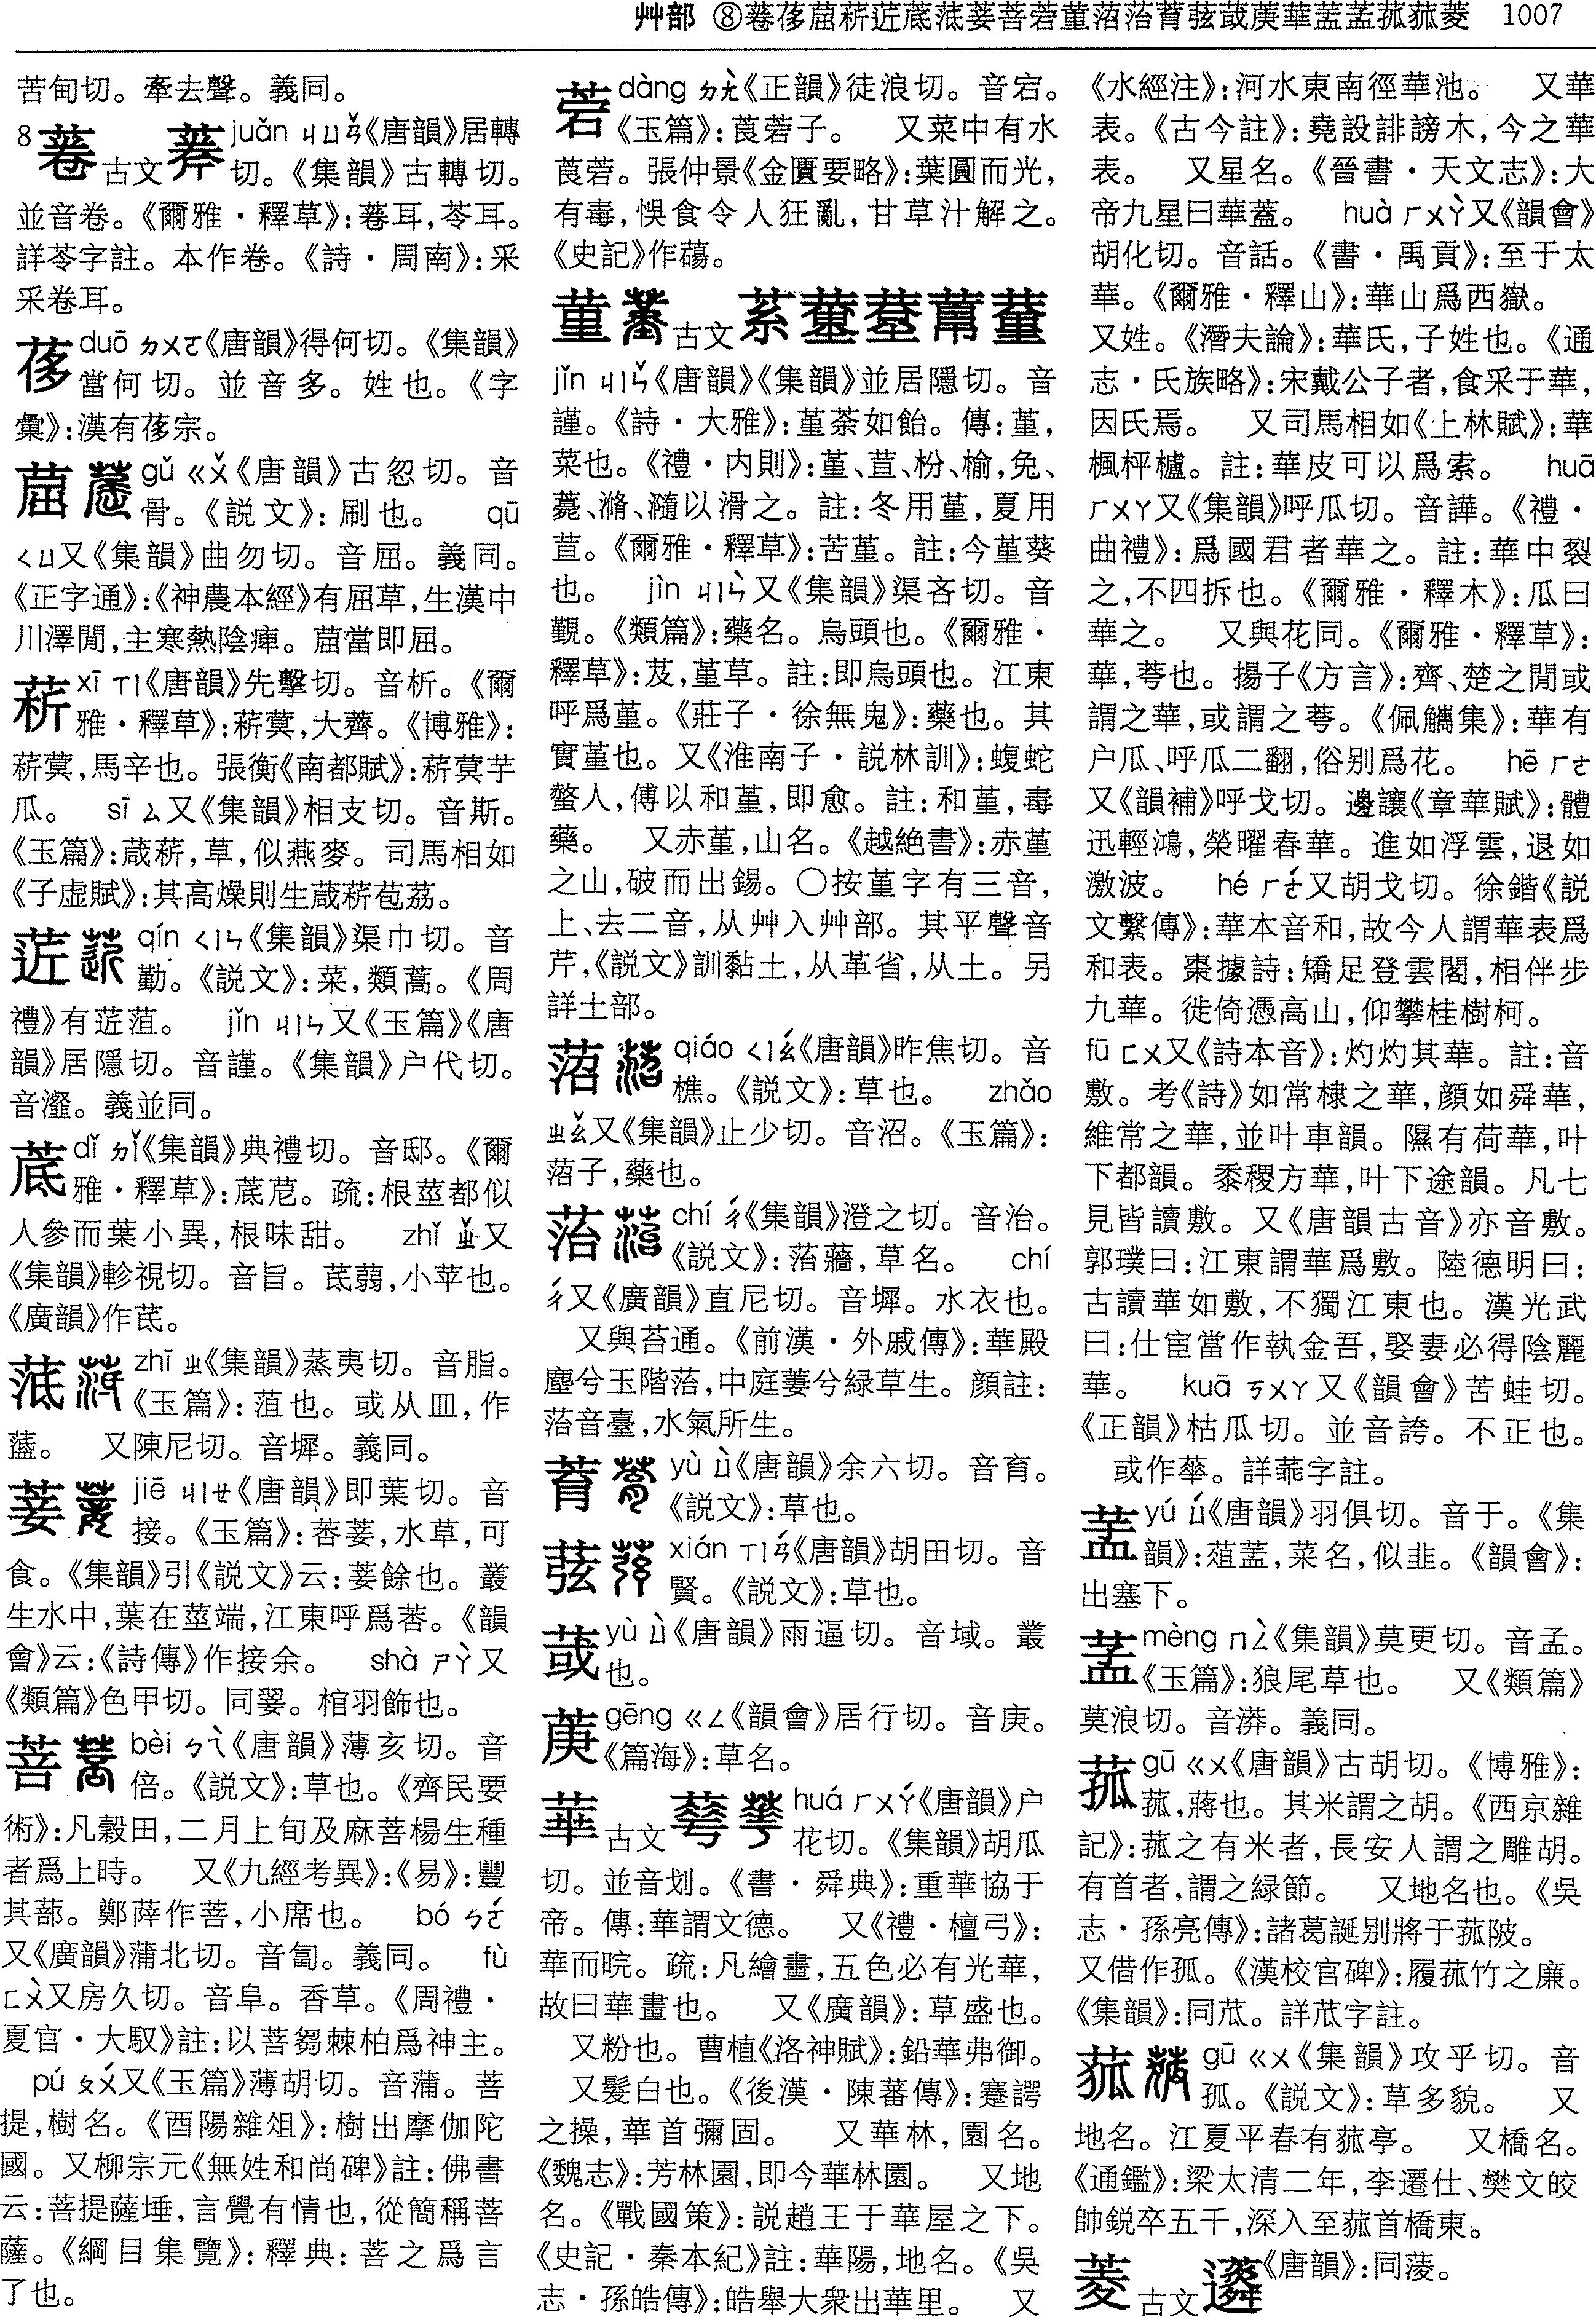 艸部 ⑧菤䓃䓛菥菦菧䓋菨菩菪堇菬菭菁䓇䓊䓁華䓝䓝菰菰菱 1007
苦甸切。牽去聲。義同。
8菤 古文 juǎn ㄐㄩㄢˇ《唐韻》居轉
切。《集韻》古轉切。
並音卷。《爾雅·釋草》:菤耳,苓耳。
詳苓字註。本作卷。《詩·周南》:采
采卷耳。
duō ㄉㄨㄛ《唐韻》得何切。《集韻》
當何切。並音多。姓也。《字
彙》:漢有䓃宗。
gǔ ㄍㄨˇ《唐韻》古忽切。音
骨。《説文》:刷也。 qū
ㄑㄩ又《集韻》曲勿切。音屈。義同。
《正字通》:《神農本經》有屈草,生漢中
川澤閒,主寒熱陰痺。䓛當即屈。
菥 xī ㄒㄧ《唐韻》先擊切。音析。《爾
雅·釋草》:菥蓂,大薺。《博雅》:
菥蓂,馬辛也。張衡《南都賦》:菥蓂芋
瓜。 sī ㄙ又《集韻》相支切。音斯。
《玉篇》:葴菥,草,似燕麥。司馬相如
《子虚賦》:其高燥則生葴菥苞荔。
菦 qín ㄑㄧㄣ《集韻》渠巾切。音
勤。《説文》:菜,類蒿。《周
禮》有菦菹。 jǐn ㄐㄧㄣ又《玉篇》《唐
韻》居隱切。音謹。《集韻》户代切。
音瀣。義並同。
菧 dǐ ㄉㄧˇ《集韻》典禮切。音邸。《爾
雅·釋草》:菧苨。疏:根莖都似
人參而葉小異,根味甜。 zhǐ ㄓˇ又
《集韻》軫視切。音旨。茋蒻,小苹也。
《廣韻》作茋。
zhī ㄓ《集韻》蒸夷切。音脂。
《玉篇》:菹也。或从皿,作
又陳尼切。音墀。義同。
菨 jiē ㄐㄧㄝ《唐韻》即葉切。音
接。《玉篇》:莕菨,水草,可
食。《集韻》引《説文》云:菨餘也。叢
生水中,葉在莖端,江東呼爲莕。《韻
會》云:《詩傳》作接余。 shà ㄕㄚˋ又
《類篇》色甲切。同翣。棺羽飾也。
菩 bèi ㄅㄟˋ《唐韻》薄亥切。音
倍。《説文》:草也。《齊民要
術》:凡穀田,二月上旬及麻菩楊生種
者爲上時。 又《九經考異》:《易》:豐
其蔀。鄭薛作菩,小席也。 bó ㄅㄛˊ
又《廣韻》蒲北切。音匐。義同。 fù
ㄈㄨˋ又房久切。音阜。香草。《周禮·
夏官·大馭》註:以菩芻棘柏爲神主。
pú ㄆㄨˊ又《玉篇》薄胡切。音蒲。菩
提,樹名。《酉陽雜俎》:樹出摩伽陀
國。又柳宗元《無姓和尚碑》註:佛書
云:菩提薩埵,言覺有情也,從簡稱菩
薩。《綱目集覽》:釋典:菩之爲言
了也。
菪 dàng ㄉㄤˋ《正韻》徒浪切。音宕。
《玉篇》:莨菪子。 又菜中有水
莨菪。張仲景《金匱要略》:葉圓而光,
有毒,悞食令人狂亂,甘草汁解之。
《史記》作䕞。
堇 古文
jǐn ㄐㄧㄣˇ《唐韻》《集韻》並居隱切。音
謹。《詩·大雅》:堇荼如飴。傳:堇,
菜也。《禮·内則》:堇、荁、枌、榆,免、
薧、滫、瀡以滑之。註:冬用堇,夏用
荁。《爾雅·釋草》:苦堇。註:今堇葵
也。 jìn ㄐㄧㄣˋ又《集韻》渠吝切。音
覲。《類篇》:藥名。烏頭也。《爾雅·
釋草》:芨,堇草。註:即烏頭也。江東
呼爲堇。《莊子·徐無鬼》:藥也。其
實堇也。又《淮南子·説林訓》:蝮蛇
螫人,傅以和堇,即愈。註:和堇,毒
藥。 又赤堇,山名。《越絶書》:赤堇
之山,破而出錫。○按堇字有三音,
上、去二音,从艸入艸部。其平聲音
芹,《説文》訓黏土,从革省,从土。另
詳土部。
菬 qiáo ㄑㄧㄠˊ《唐韻》昨焦切。音
樵。《説文》:草也。 zhǎo
ㄓㄠˇ又《集韻》止少切。音沼。《玉篇》:
菬子,藥也。
菭 chí ㄔˊ《集韻》澄之切。音治。
《説文》:菭蘠,草名。 chí
ㄔˊ又《廣韻》直尼切。音墀。水衣也。
又與苔通。《前漢·外戚傳》:華殿
塵兮玉階菭,中庭萋兮緑草生。顔註:
菭音臺,水氣所生。
yù ㄩˋ《唐韻》余六切。音育。
《説文》:草也。
xián ㄒㄧㄢˊ《唐韻》胡田切。音
賢。《説文》:草也。
yù ㄩˋ《唐韻》雨逼切。音域。叢
也。
gēng ㄍㄥ《韻會》居行切。音庚。
《篇海》:草名。
華 古文 huá ㄏㄨㄚˊ《唐韻》户
花切。《集韻》胡瓜
切。並音划。《書·舜典》:重華協于
帝。傳:華謂文德。 又《禮·檀弓》:
華而睆。疏:凡繪畫,五色必有光華,
故曰華畫也。 又《廣韻》:草盛也。
又粉也。曹植《洛神賦》:鉛華弗御。
又髮白也。《後漢·陳蕃傳》:蹇諤
之操,華首彌固。 又華林,園名。
《魏志》:芳林園,即今華林園。 又地
名。《戰國策》:説趙王于華屋之下。
《史記·秦本紀》註:華陽,地名。《吳
志·孫皓傳》:皓舉大衆出華里。 又
《水經注》:河水東南徑華池。 又華
表。《古今註》:堯設誹謗木,今之華
表。 又星名。《晉書·天文志》:大
帝九星曰華蓋。 huà ㄏㄨㄚˋ又《韻會》
胡化切。音話。《書·禹貢》:至于太
華。《爾雅·釋山》:華山爲西嶽。
又姓。《潛夫論》:華氏,子姓也。《通
志·氏族略》:宋戴公子者,食采于華,
因氏焉。 又司馬相如《上林賦》:華
楓枰櫨。註:華皮可以爲索。 huā
ㄏㄨㄚ又《集韻》呼瓜切。音譁。《禮·
曲禮》:爲國君者華之。註:華中裂
之,不四拆也。《爾雅·釋木》:瓜曰
華之。 又與花同。《爾雅·釋草》:
華,荂也。揚子《方言》:齊、楚之閒或
謂之華,或謂之荂。《佩觿集》:華有
户瓜、呼瓜二翻,俗别爲花。 hē ㄏㄜ
又《韻補》呼戈切。邊讓《章華賦》:體
迅輕鴻,榮曜春華。進如浮雲,退如
激波。 hé ㄏㄜˊ又胡戈切。徐鍇《説
文繫傳》:華本音和,故今人謂華表爲
和表。棗據詩:矯足登雲閣,相伴步
九華。徙倚憑高山,仰攀桂樹柯。
fū ㄈㄨ又《詩本音》:灼灼其華。註:音
敷。考《詩》如常棣之華,顔如舜華,
維常之華,並叶車韻。隰有荷華,叶
下都韻。黍稷方華,叶下途韻。凡七
見皆讀敷。又《唐韻古音》亦音敷。
郭璞曰:江東謂華爲敷。陸德明曰:
古讀華如敷,不獨江東也。漢光武
曰:仕宦當作執金吾,娶妻必得陰麗
華。 kuā ㄎㄨㄚ又《韻會》苦蛙切。
《正韻》枯瓜切。並音誇。不正也。
或作𠌶。詳𠌶字註。
yú ㄩˊ《唐韻》羽俱切。音于。《集
韻》:菹䓝,菜名,似韭。《韻會》:
出塞下。
mèng ㄇㄥˋ《集韻》莫更切。音孟。
《玉篇》:狼尾草也。 又《類篇》
莫浪切。音漭。義同。
菰 gū ㄍㄨ《唐韻》古胡切。《博雅》:
菰,蔣也。其米謂之胡。《西京雜
記》:菰之有米者,長安人謂之雕胡。
有首者,謂之緑節。 又地名也。《吳
志·孫亮傳》:諸葛誕别將于菰陂。
又借作孤。《漢校官碑》:履菰竹之廉。
《集韻》:同苽。詳苽字註。
gū ㄍㄨ《集韻》攻乎切。音
孤。《説文》:草多貌。 又
地名。江夏平春有䓢亭。 又橋名。
《通鑑》:梁太清二年,李遷仕、樊文皎
帥鋭卒五千,深入至䓢首橋東。
菱 古文 《唐韻》:同蔆。